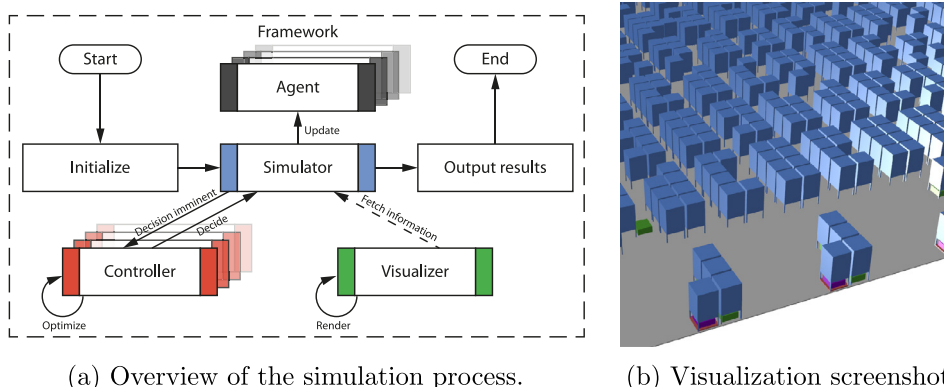 Framework
Start
End
Agent
Update
Initialize
Simulator
Output results
Decision imminent
Decide
Fetch information
Controller
Visualizer
Optimize
Render
(a) Overview of the simulation process.
(b) Visualization screenshot